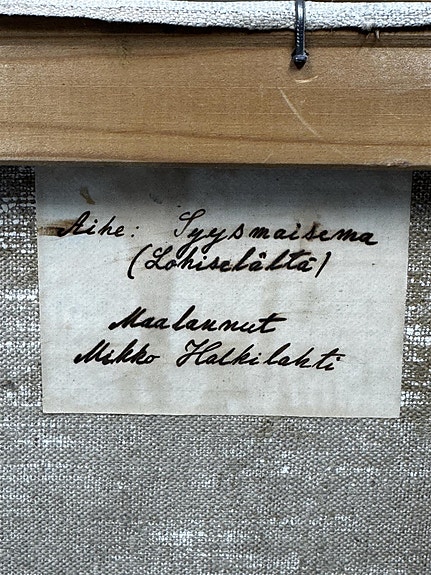 Aihe: Syysmaisema
(Lohiselältä)
Maalannut
Mikko Halkilahti